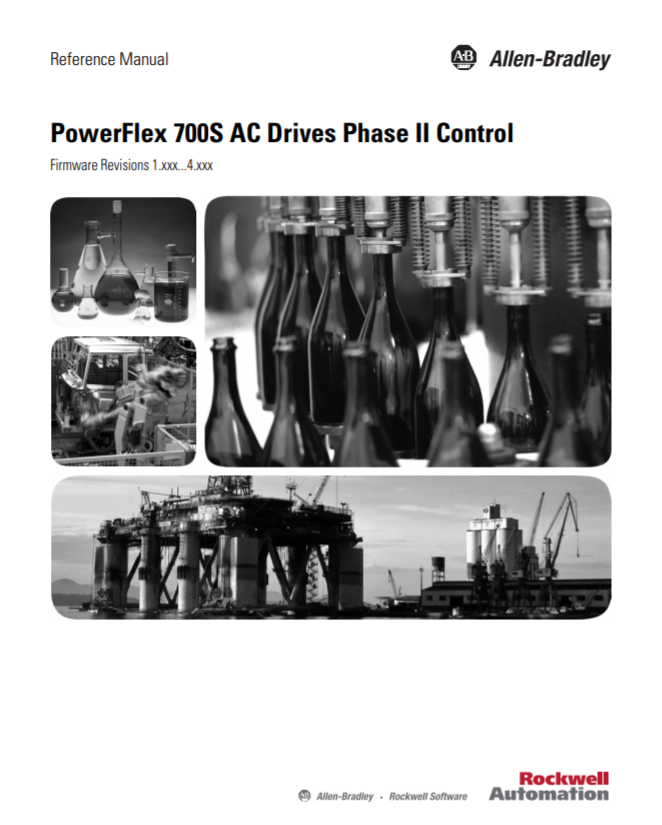 Reference Manual
AB Allen-Bradley
PowerFlex 700S AC Drives Phase II Control
Firmware Revisions 1.xxx...4.xxx
AB Allen-Bradley • Rockwell Software
Rockwell
Automation